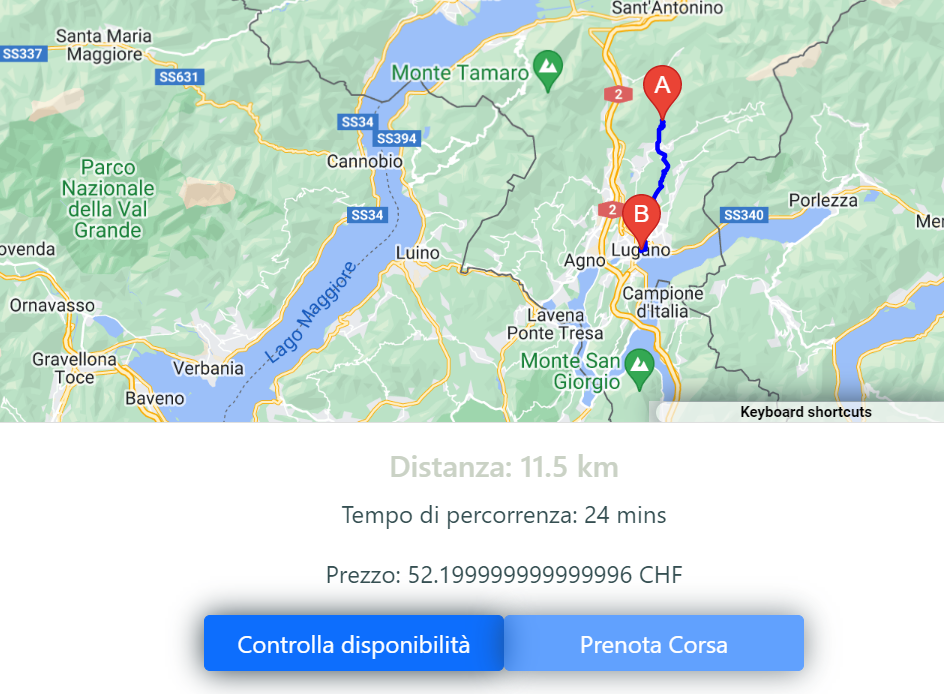 Sant'Antonino
Santa Maria
Maggiore
SS337
SS631
Monte Tamaro
2
A
SS34
SS394
Cannobio
Parco
Nazionale
della Val
Grande
SS34
2
B
SS340
Porlezza
Men
ovenda
Luino
Agno
Lugano
Ornavasso
Lago Maggiore
Campione
d'Italia
Lavena
Ponte Tresa
Gravellona
Toce
Verbania
Monte San
Giorgio
Baveno
Keyboard shortcuts
Distanza: 11.5 km
Tempo di percorrenza: 24 mins
Prezzo: 52.199999999999996 CHF
Controlla disponibilità
Prenota Corsa